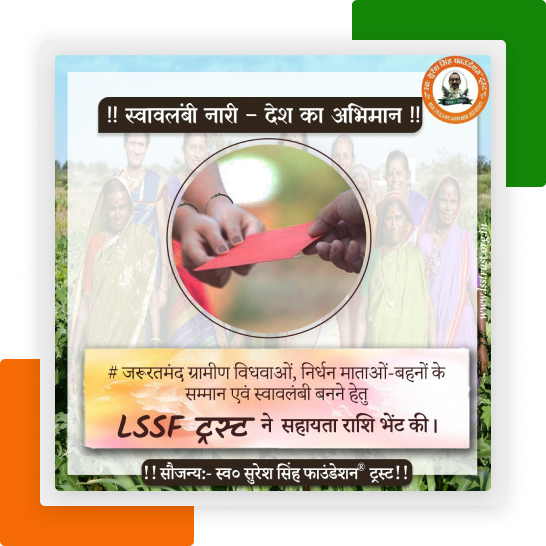 !! स्वावलंबी नारी - देश का अभिमान !!
www.lsstrust.org.in
# जरूरतमंद ग्रामीण विधवाओं, निर्धन माताओं-बहनों के
सम्मान एवं स्वावलंबी बनने हेतु
LSSF ट्रस्ट ने सहायता राशि भेंट की।
!! सौजन्य:- स्व० सुरेश सिंह फाउंडेशन® ट्रस्ट!!